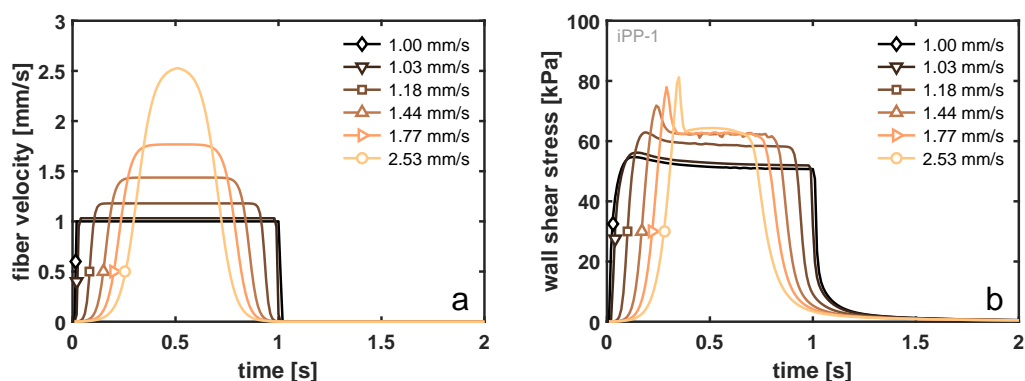 fiber velocity [mm/s]
3
2.5
2
1.5
1
0.5
0
0
0.5
1
1.5
2
time [s]
1.00 mm/s
1.03 mm/s
1.18 mm/s
1.44 mm/s
1.77 mm/s
2.53 mm/s
a
wall shear stress [kPa]
100
80
60
40
20
0
0
0.5
1
1.5
2
time [s]
iPP-1
1.00 mm/s
1.03 mm/s
1.18 mm/s
1.44 mm/s
1.77 mm/s
2.53 mm/s
b